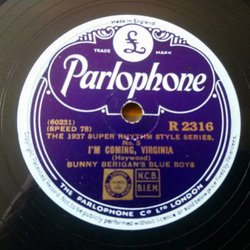 Made in England
TRADE MARK
Parlophone
(60231)
(SPEED 78)
R 2316
THE 1937 SUPER RHYTHM STYLE SERIES.
No. 5
I'M COMING, VIRGINIA
(Heywood)
BUNNY BERIGAN'S BLUE BOYS
N.C.B.
B.I.E.M.
THE PARLOPHONE CO LTD LONDON